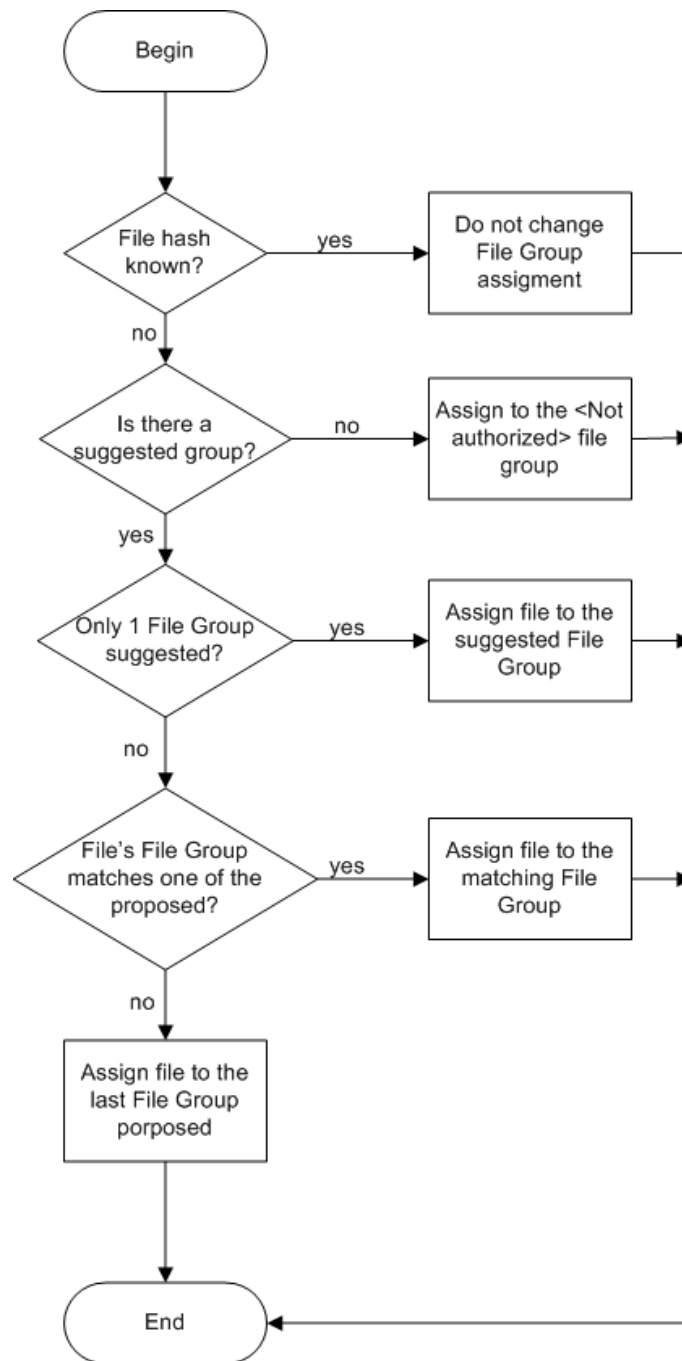 Begin
File hash
known?
yes
Do not change
File Group
assigment
no
Is there a
suggested group?
no
Assign to the <Not
authorized> file
group
yes
Only 1 File Group
suggested?
yes
Assign file to the
suggested File
Group
no
File's File Group
matches one of the
proposed?
yes
Assign file to the
matching File
Group
no
Assign file to the
last File Group
porposed
End